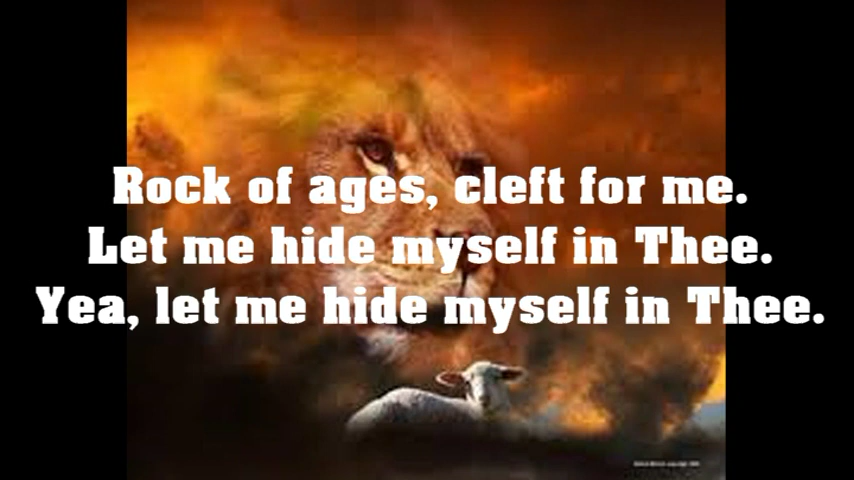 Rock of ages, cleft for me.
Let me hide myself in Thee.
Yea, let me hide myself in Thee.